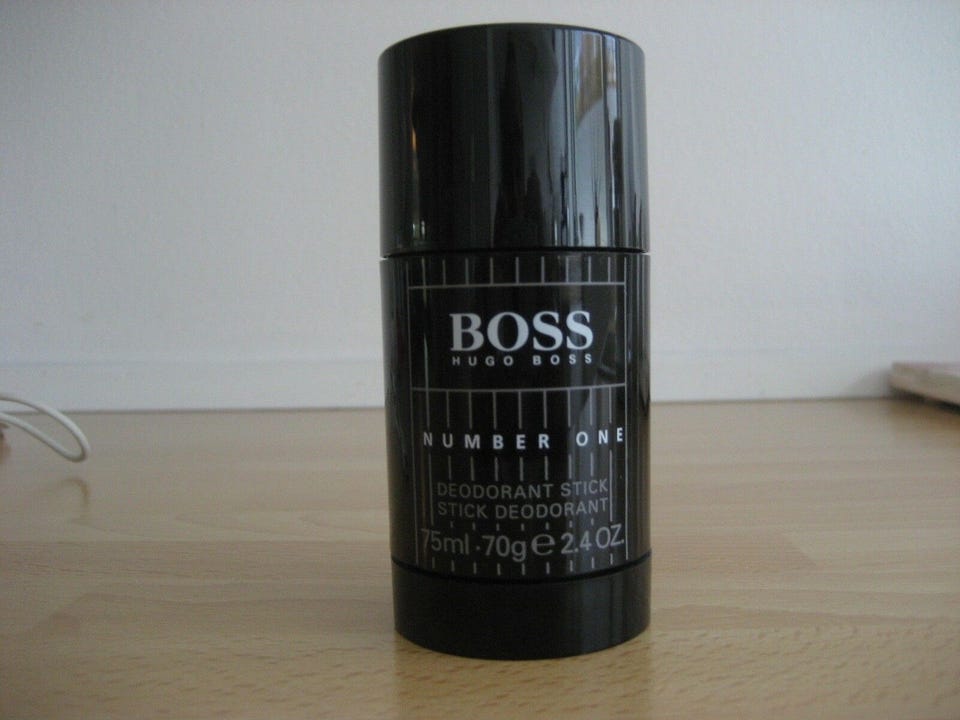 BOSS
HUGO BOSS
NUMBER ONE
DEODORANT STICK
STICK DEODORANT
75ml · 70g ℮ 2.4 OZ.